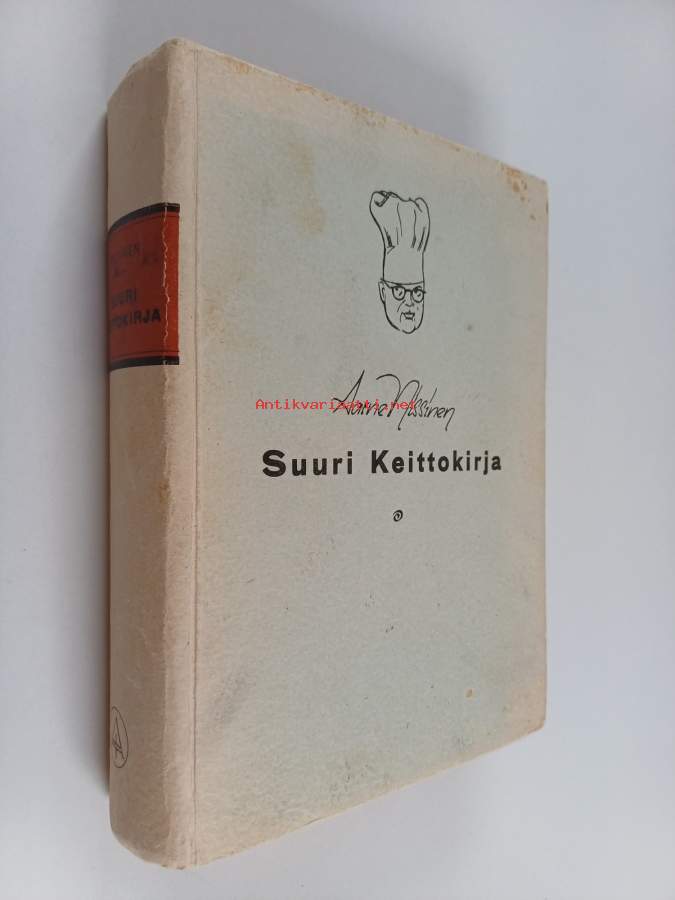 Aarne Nissinen
Antikvariaatti.net
Suuri Keittokirja
SUURI
KEITTOKIRJA
A